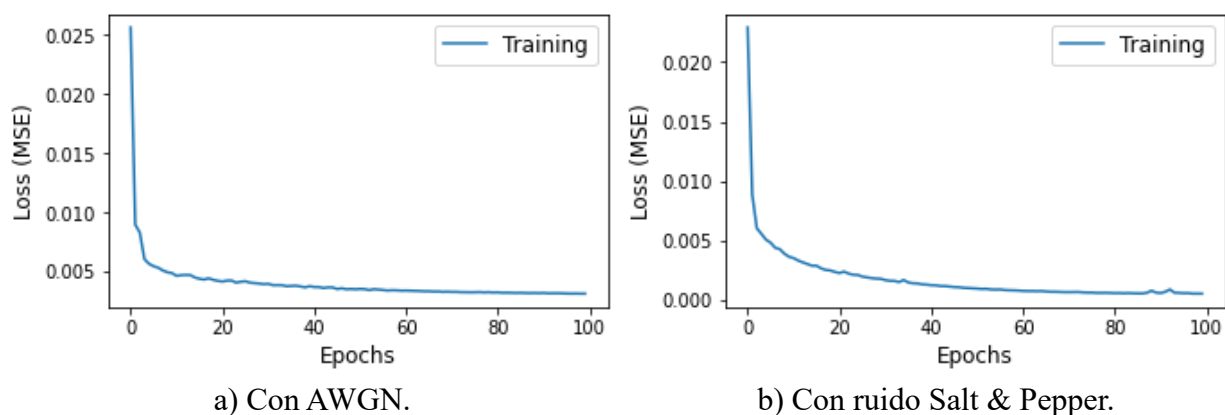 0.025
0.020
0.015
0.010
0.005
Loss (MSE)
Training
0 20 40 60 80 100
Epochs
a) Con AWGN.
0.020
0.015
0.010
0.005
0.000
Loss (MSE)
Training
0 20 40 60 80 100
Epochs
b) Con ruido Salt & Pepper.